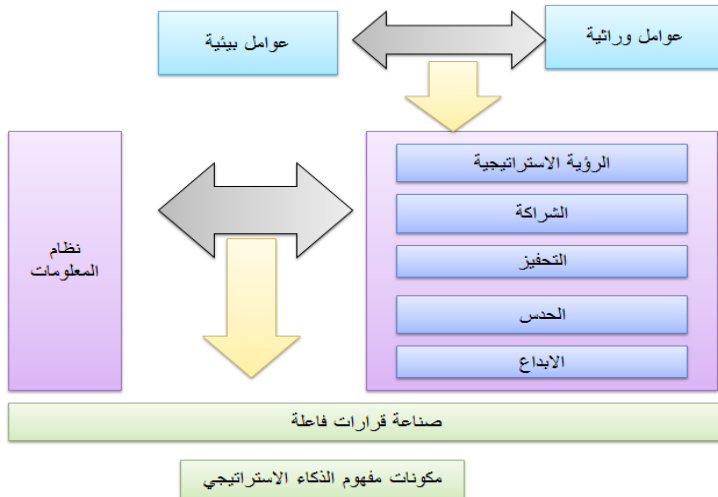 عوامل وراثية
عوامل بيئية
الرؤية الاستراتيجية
الشراكة
التحفيز
الحدس
الابداع
نظام
المعلومات
صناعة قرارات فاعلة
مكونات مفهوم الذكاء الاستراتيجي